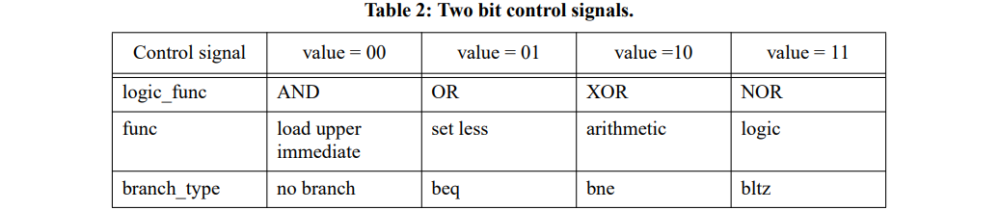 Table 2: Two bit control signals.
Control signal value = 00 value = 01 value =10 value = 11
logic_func AND OR XOR NOR
func load upper set less arithmetic logic
immediate
branch_type no branch beq bne bltz